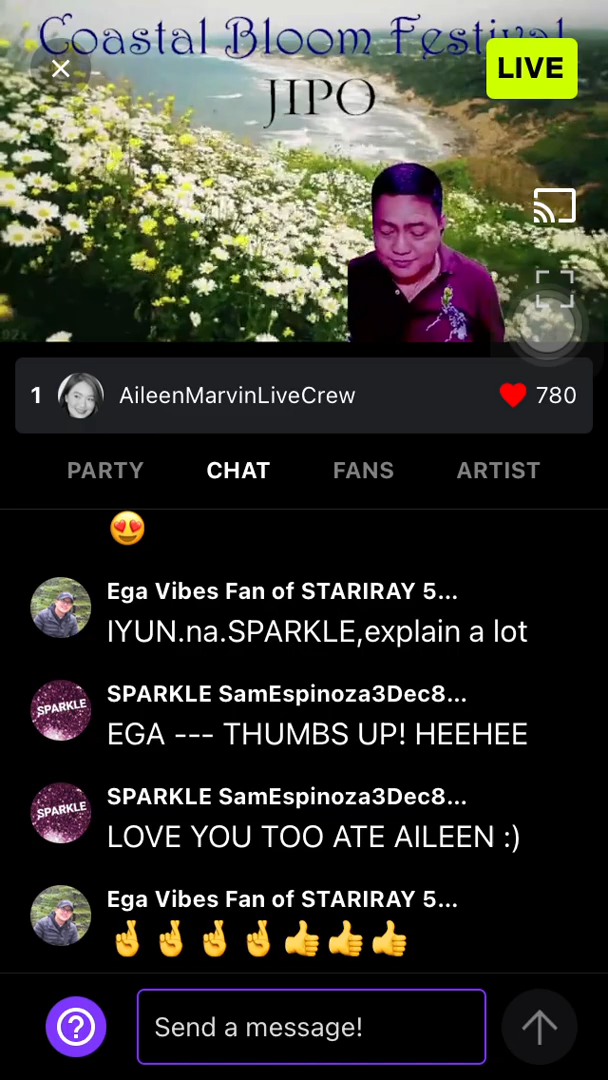 Coastal Bloom Festival
JIPO
LIVE
1 AileenMarvinLiveCrew 780
PARTY CHAT FANS ARTIST
Ega Vibes Fan of STARIRAY 5...
IYUN.na.SPARKLE,explain a lot
SPARKLE
SPARKLE SamEspinoza3Dec8...
EGA --- THUMBS UP! HEEHEE
SPARKLE
SPARKLE SamEspinoza3Dec8...
LOVE YOU TOO ATE AILEEN :)
Ega Vibes Fan of STARIRAY 5...
Send a message!